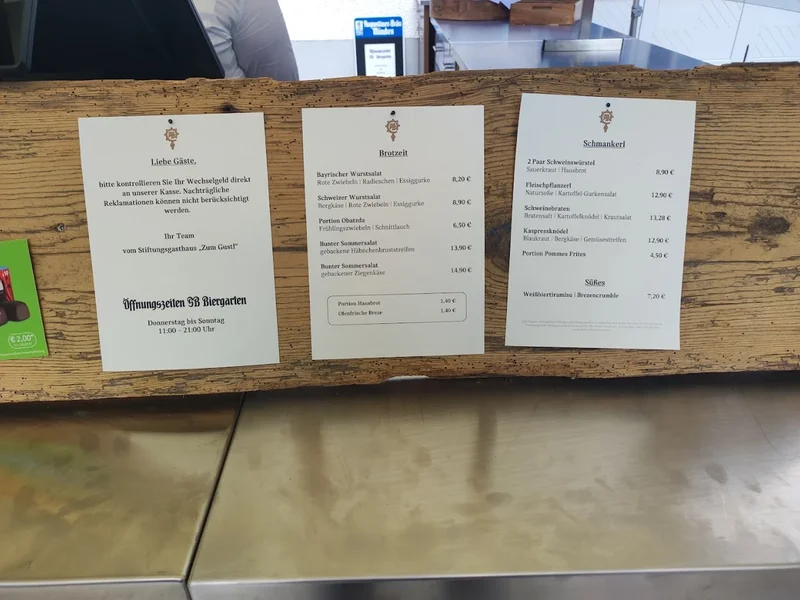 Liebe Gäste,
bitte kontrollieren Sie Ihr Wechselgeld direkt
an unserer Kasse. Nachträgliche
Reklamationen können nicht berücksichtigt
werden.
Ihr Team
vom Stiftungsgasthaus „Zum Gustl“
Öffnungszeiten SB Biergarten
Donnerstag bis Sonntag
11:00 – 21:00 Uhr
Brotzeit
Bayrischer Wurstsalat
Rote Zwiebeln | Radieschen | Essiggurke 8,20 €
Schweizer Wurstsalat
Bergkäse | Rote Zwiebeln | Essiggurke 8,90 €
Portion Obatzda
Frühlingszwiebeln | Schnittlauch 6,50 €
Bunter Sommersalat
gebackene Hähnchenbruststreifen 13,90 €
Bunter Sommersalat
gebackener Ziegenkäse 14,90 €
Portion Hausbrot 1,40 €
Ofenfrische Breze 1,40 €
Schmankerl
2 Paar Schweinswürstel
Sauerkraut | Hausbrot 8,90 €
Fleischpflanzerl
Natursoße | Kartoffel-Gurkensalat 12,90 €
Schweinebraten
Bratensaft | Kartoffelknödel | Krautsalat 13,28 €
Kaspressknödel
Blaukraut | Bergkäse | Gemüsestreifen 12,90 €
Portion Pommes Frites 4,50 €
Süßes
Weißbiertiramisu | Brezencrumble 7,20 €
€ 2,00*